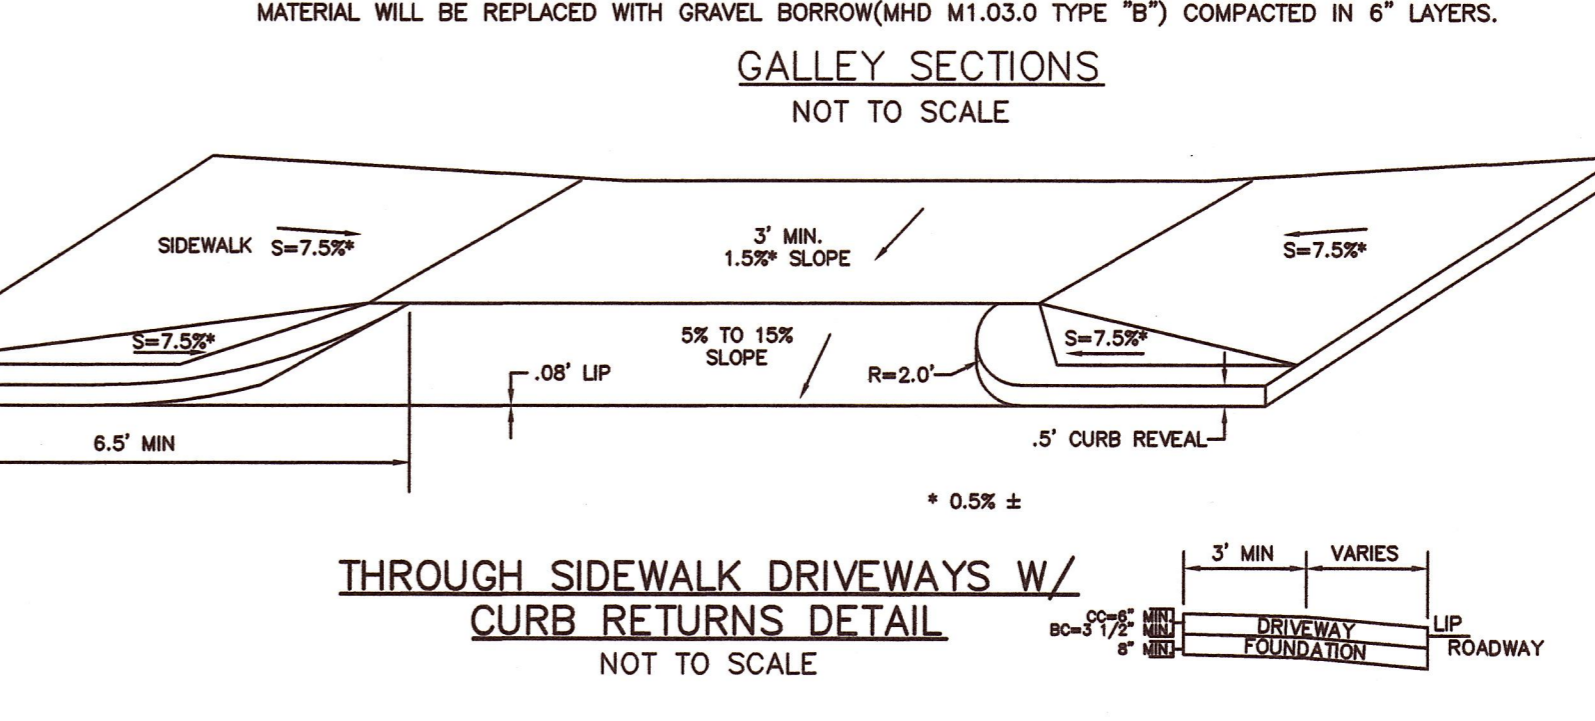 MATERIAL WILL BE REPLACED WITH GRAVEL BORROW(MHD M1.03.0 TYPE "B") COMPACTED IN 6" LAYERS.
GALLEY SECTIONS
NOT TO SCALE
SIDEWALK S=7.5%*
3' MIN.
1.5%* SLOPE
S=7.5%*
S=7.5%*
5% TO 15%
SLOPE
S=7.5%*
.08' LIP
R=2.0'
6.5' MIN
.5' CURB REVEAL
* 0.5% ±
THROUGH SIDEWALK DRIVEWAYS W/
CURB RETURNS DETAIL
NOT TO SCALE
3' MIN VARIES
CC=6" MIN.
BC=3 1/2" MIN.
8" MIN.
DRIVEWAY
FOUNDATION
LIP
ROADWAY